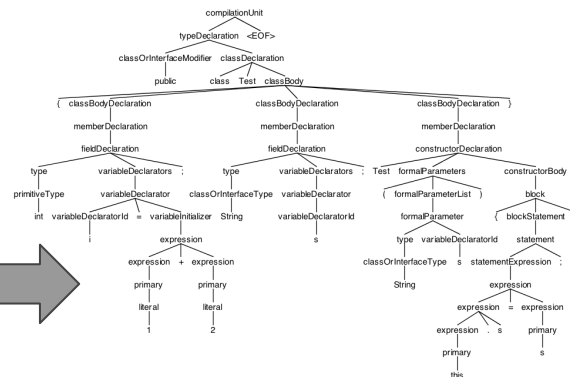 compilationUnit
typeDeclaration <EOF>
classOrInterfaceModifier classDeclaration
public class Test classBody
{ classBodyDeclaration classBodyDeclaration classBodyDeclaration }
memberDeclaration memberDeclaration memberDeclaration
fieldDeclaration fieldDeclaration constructorDeclaration
type variableDeclarators ; type variableDeclarators ; Test formalParameters constructorBody
primitiveType variableDeclarator classOrInterfaceType variableDeclarator ( formalParameterList ) block
int variableDeclaratorId = variableInitializer String variableDeclaratorId formalParameter { blockStatement
i expression s type variableDeclaratorId statement
expression + expression classOrInterfaceType s statementExpression ;
primary primary String expression
literal literal expression = expression
1 2 expression . s primary
primary s
this